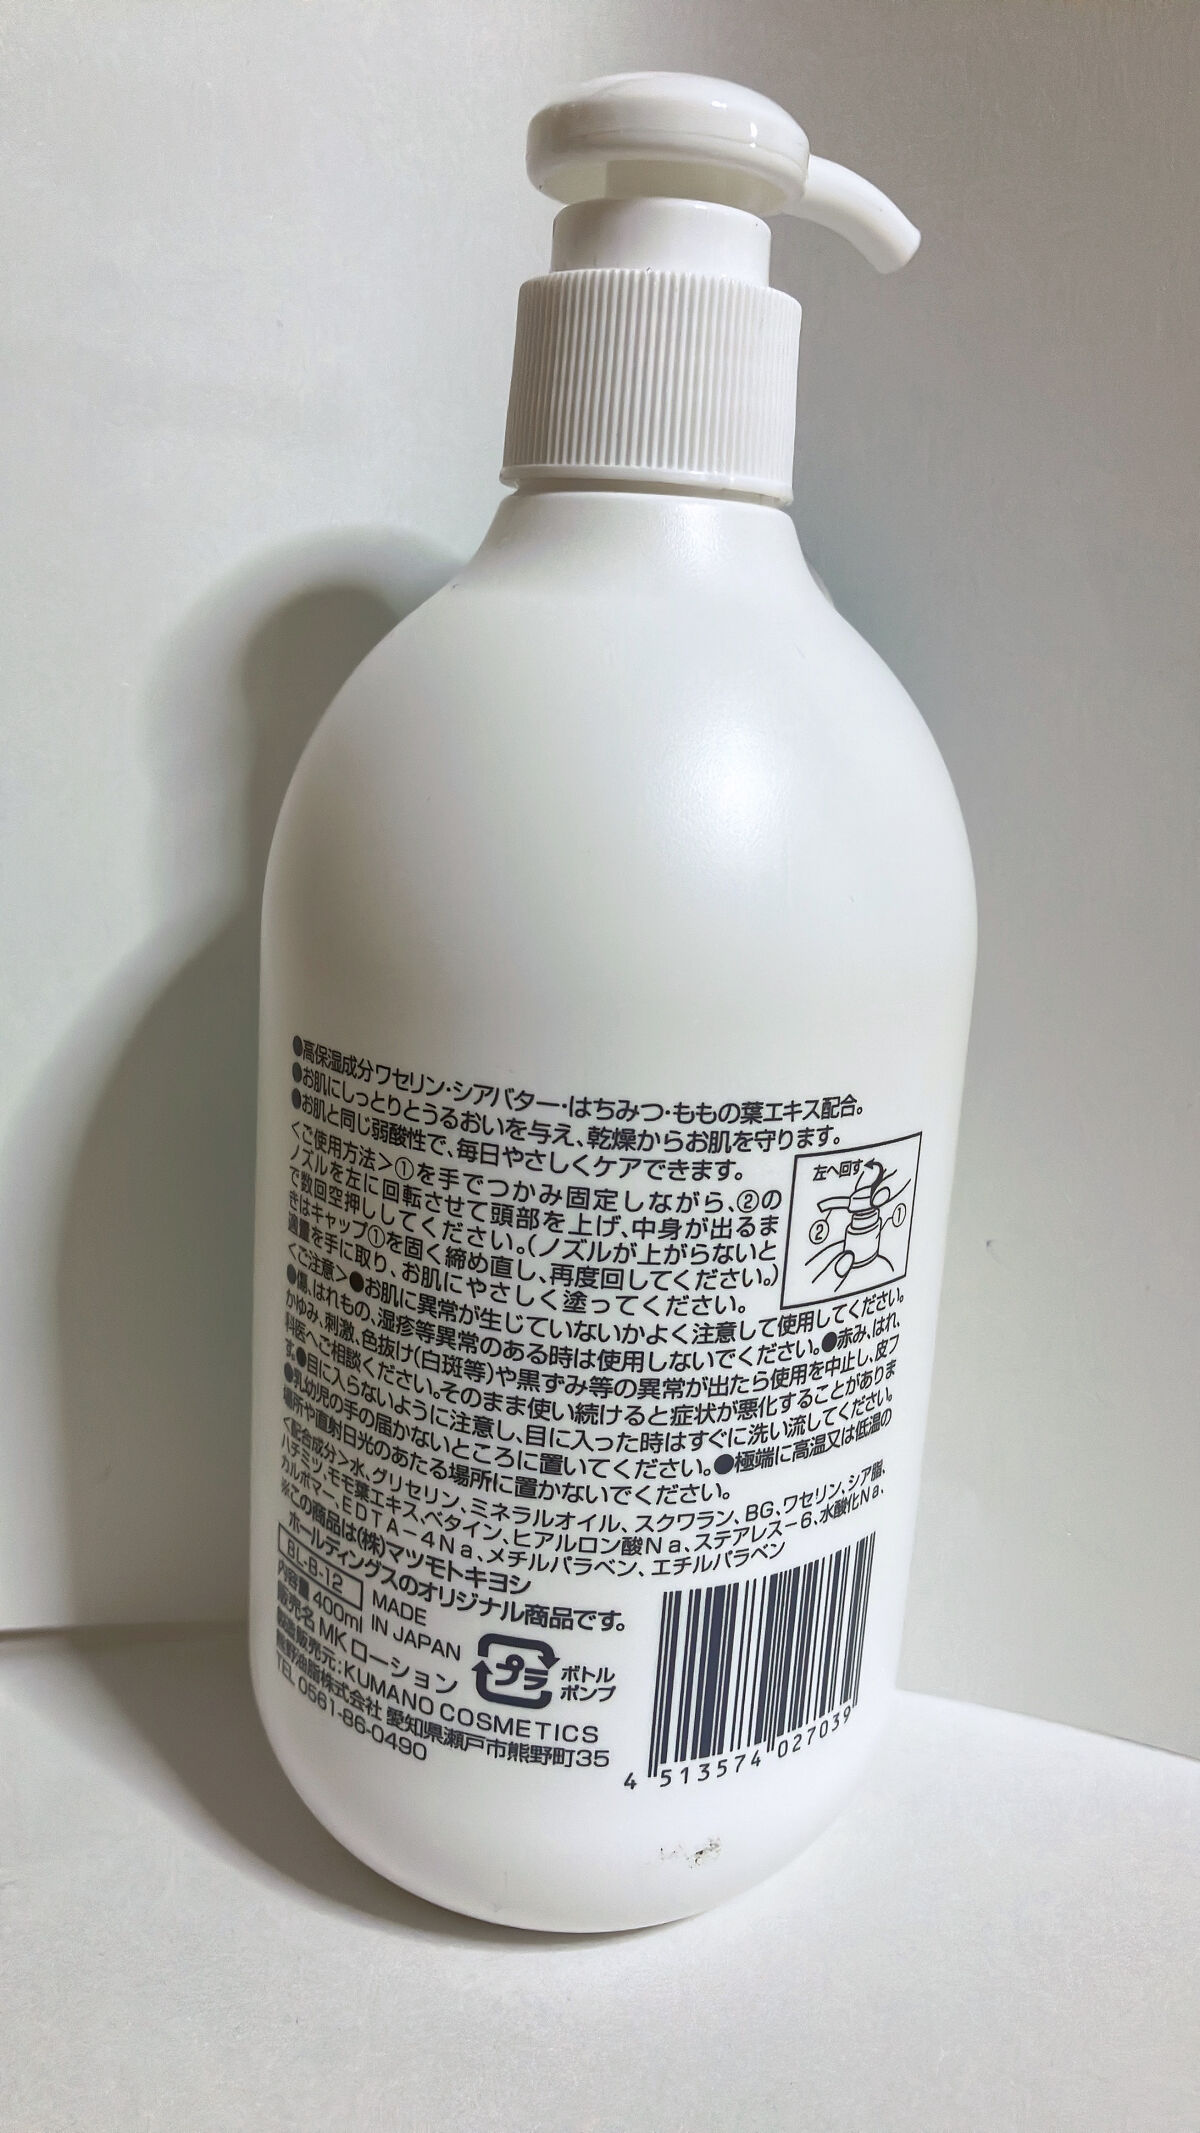 ●高保湿成分ワセリン・シアバター・はちみつ・ももの葉エキス配合。
●お肌にしっとりとうるおいを与え、乾燥からお肌を守ります。
●お肌と同じ弱酸性で、毎日やさしくケアできます。
<ご使用方法>①を手でつかみ固定しながら、②の
ノズルを左に回転させて頭部を上げ、中身が出るま
で数回空押ししてください。(ノズルが上がらないと
きはキャップ①を固く締め直し、再度回してください。)
適量を手に取り、お肌にやさしく塗ってください。
左へ回す
②
①
<ご注意>●お肌に異常が生じていないかよく注意して使用してください。
●傷、はれもの、湿疹等異常のある時は使用しないでください。●赤み、はれ、
かゆみ、刺激、色抜け(白斑等)や黒ずみ等の異常が出たら使用を中止し、皮フ
科医へご相談ください。そのまま使い続けると症状が悪化することがありま
す。●目に入らないように注意し、目に入った時はすぐに洗い流してください。
●乳幼児の手の届かないところに置いてください。●極端に高温又は低温の
場所や直射日光のあたる場所に置かないでください。
<配合成分>水、グリセリン、ミネラルオイル、スクワラン、BG、ワセリン、シア脂、
ハチミツ、モモ葉エキス、ベタイン、ヒアルロン酸Na、ステアレス-6、水酸化Na、
カルボマー、EDTA-4Na、メチルパラベン、エチルパラベン
※この商品は(株)マツモトキヨシ
ホールディングスのオリジナル商品です。
BL-B-12
MADE
IN JAPAN
内容量 400ml
販売名 MK ローション
製造販売元:KUMANO COSMETICS
熊野油脂株式会社 愛知県瀬戸市熊野町35
TEL 0561-86-0490
プラ
ボトル
ポンプ
4 513574 027039